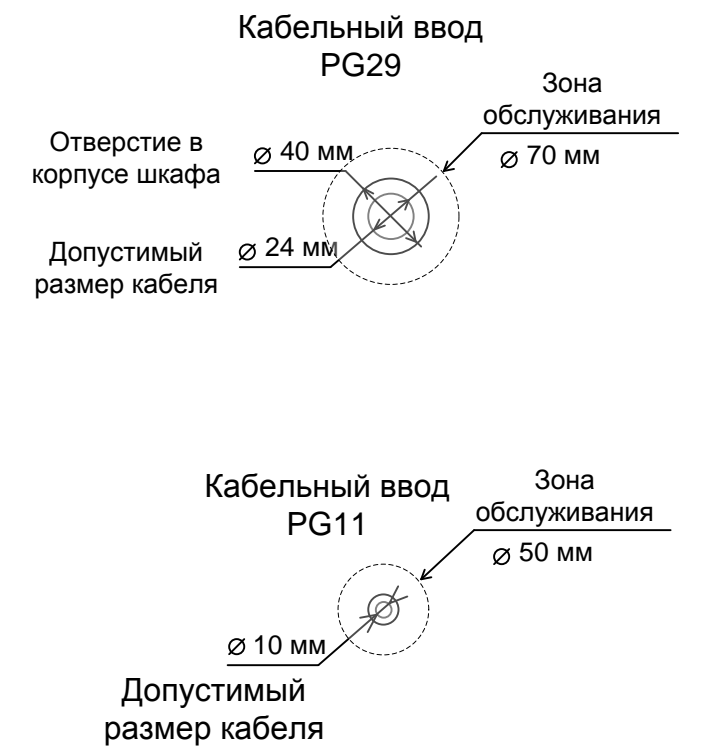 Кабельный ввод
PG29
Зона
обслуживания
⌀ 70 мм
Отверстие в
корпусе шкафа
⌀ 40 мм
Допустимый
размер кабеля
⌀ 24 мм
Кабельный ввод
PG11
Зона
обслуживания
⌀ 50 мм
⌀ 10 мм
Допустимый
размер кабеля